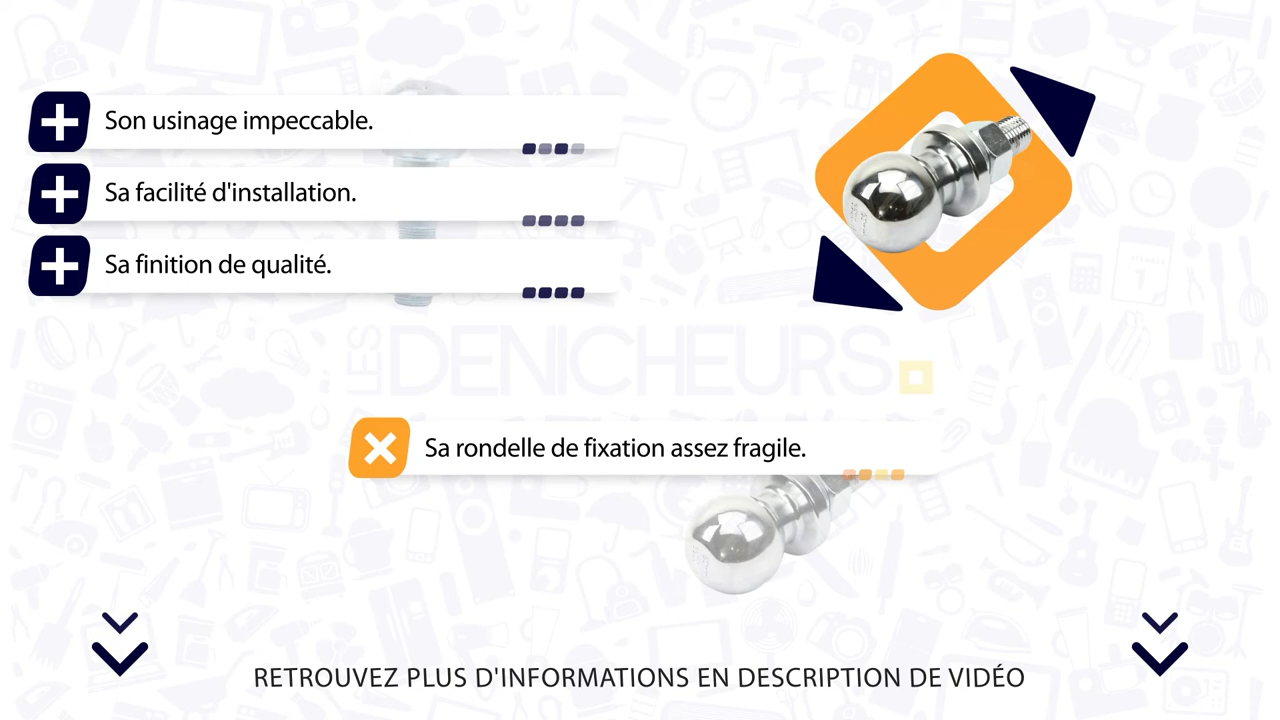 Son usinage impeccable.
Sa facilité d'installation.
Sa finition de qualité.
LES DENICHEURS
Sa rondelle de fixation assez fragile.
RETROUVEZ PLUS D'INFORMATIONS EN DESCRIPTION DE VIDÉO